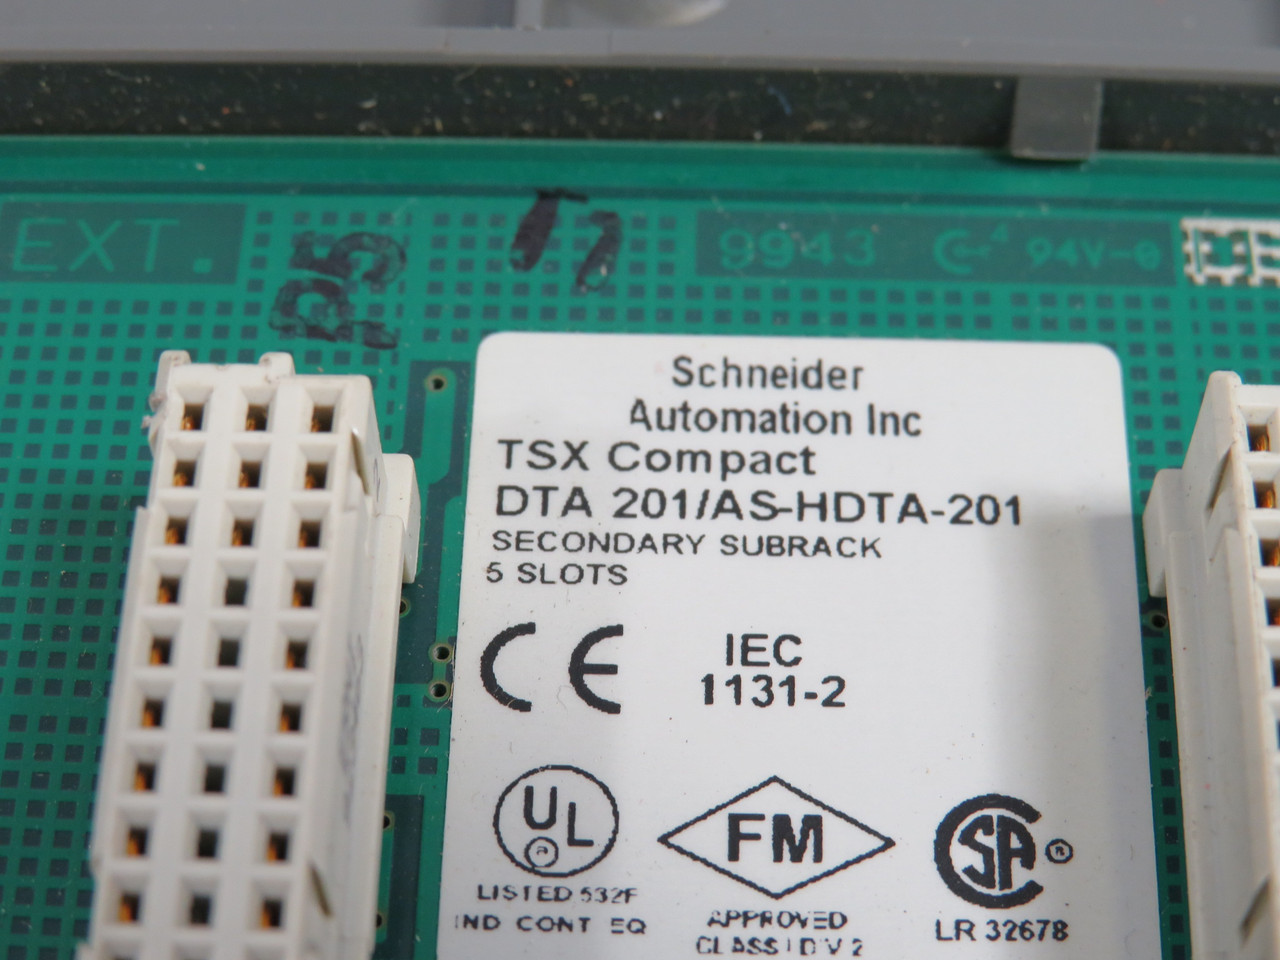 EXT.
9943 94V-0
Schneider
Automation Inc
TSX Compact
DTA 201/AS-HDTA-201
SECONDARY SUBRACK
5 SLOTS
CE
IEC
1131-2
UL
LISTED 532F
IND CONT EQ
FM
APPROVED
CLASS I DIV 2
SA ®
LR 32678